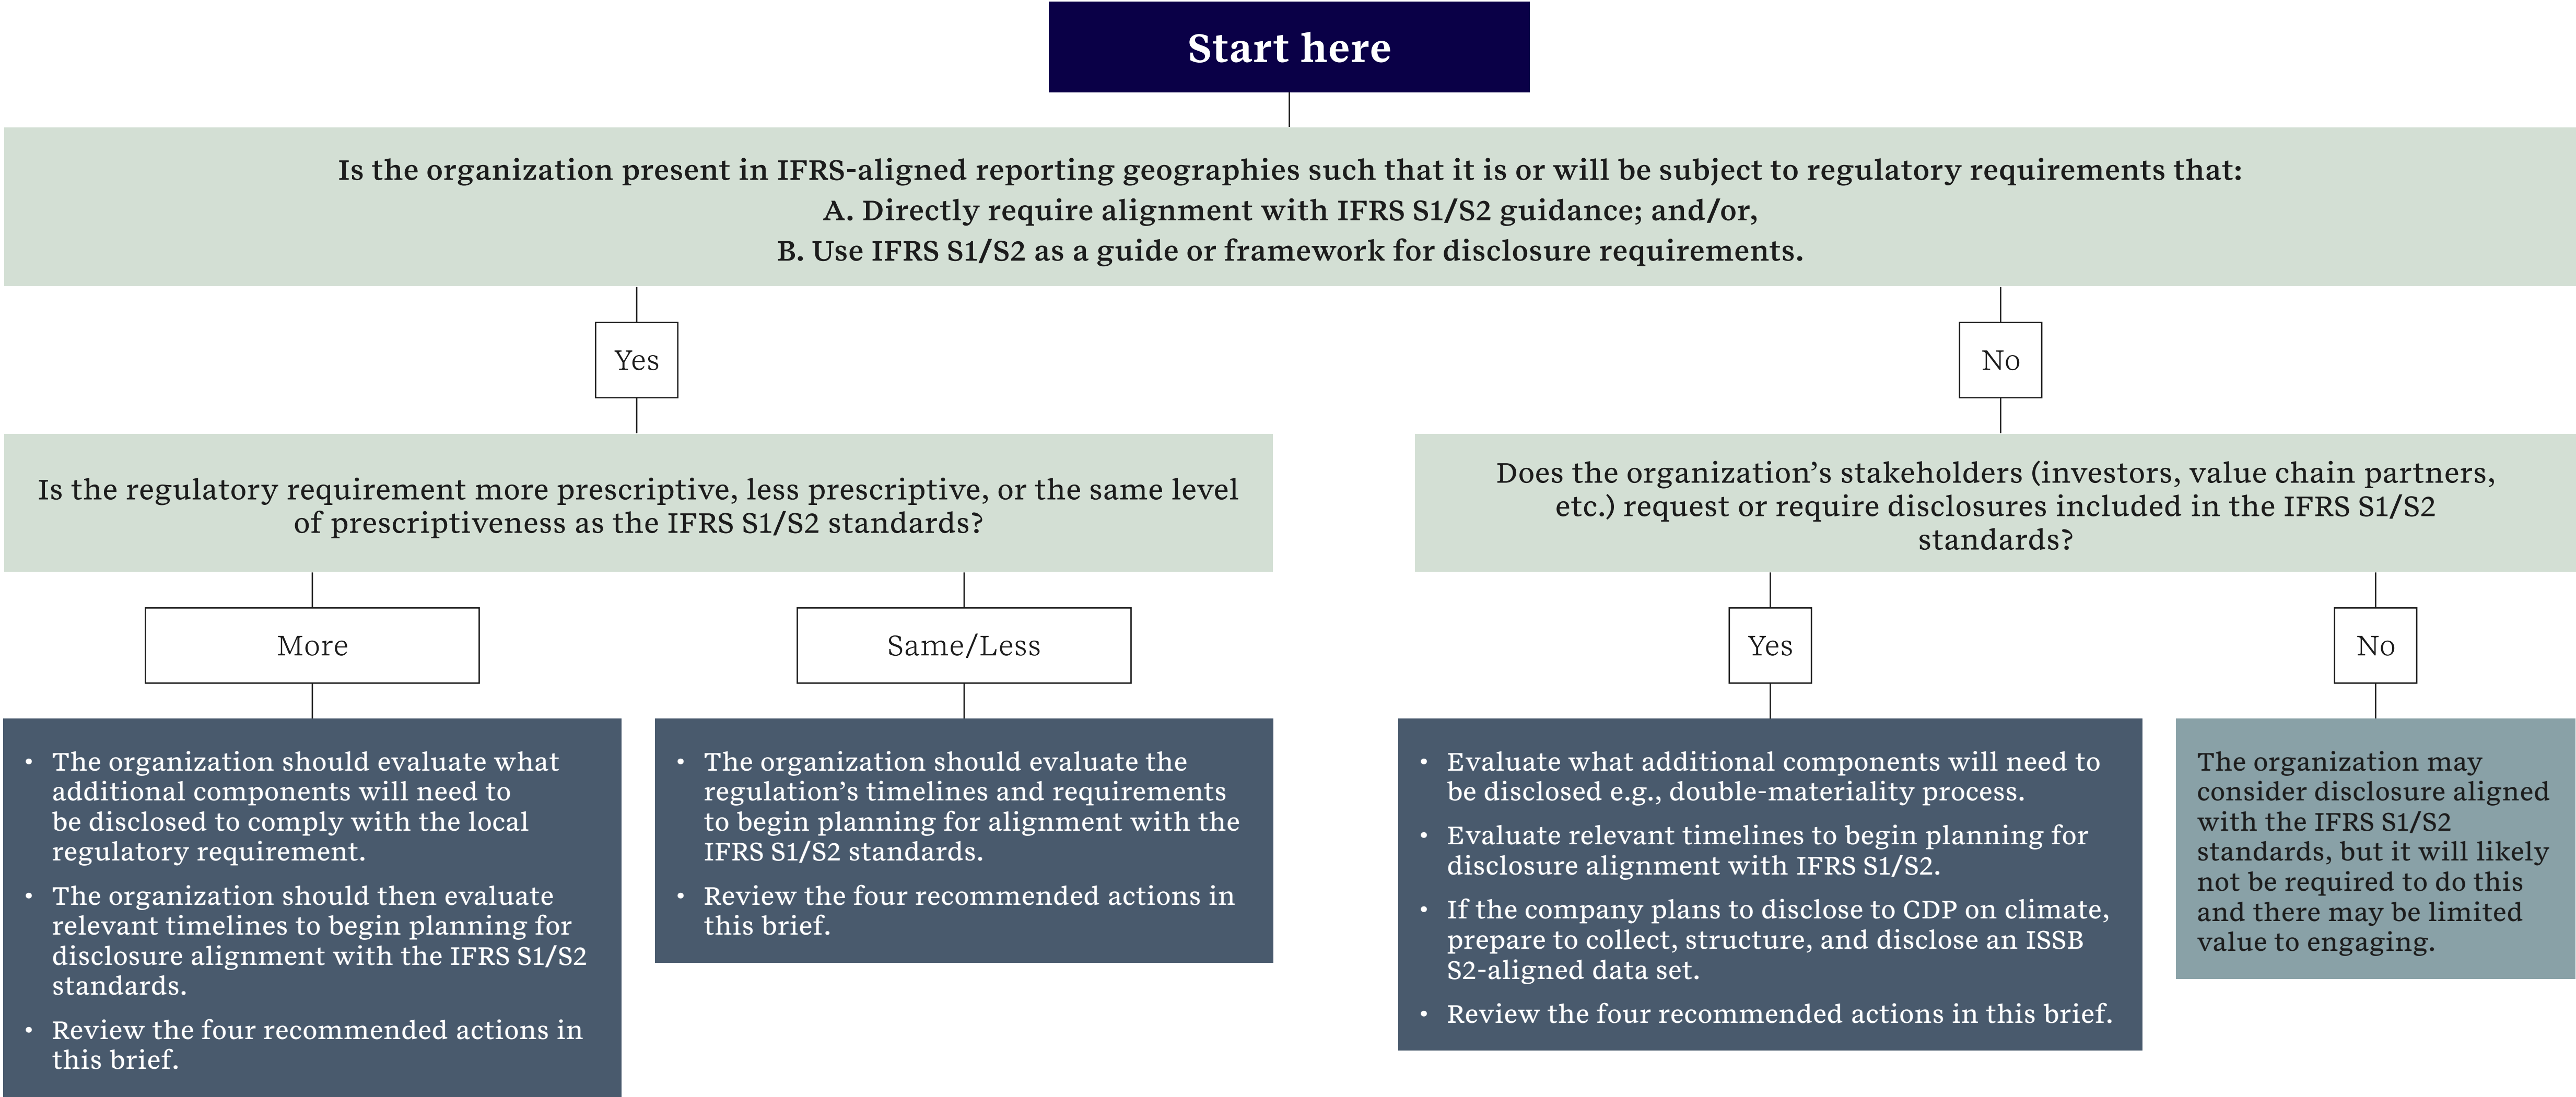 Start here
Is the organization present in IFRS-aligned reporting geographies such that it is or will be subject to regulatory requirements that:
A. Directly require alignment with IFRS S1/S2 guidance; and/or,
B. Use IFRS S1/S2 as a guide or framework for disclosure requirements.
Yes
No
Is the regulatory requirement more prescriptive, less prescriptive, or the same level
of prescriptiveness as the IFRS S1/S2 standards?
Does the organization’s stakeholders (investors, value chain partners,
etc.) request or require disclosures included in the IFRS S1/S2
standards?
More
Same/Less
Yes
No
• The organization should evaluate what
additional components will need to
be disclosed to comply with the local
regulatory requirement.
• The organization should then evaluate
relevant timelines to begin planning for
disclosure alignment with the IFRS S1/S2
standards.
• Review the four recommended actions in
this brief.
• The organization should evaluate the
regulation’s timelines and requirements
to begin planning for alignment with the
IFRS S1/S2 standards.
• Review the four recommended actions in
this brief.
• Evaluate what additional components will need to
be disclosed e.g., double-materiality process.
• Evaluate relevant timelines to begin planning for
disclosure alignment with IFRS S1/S2.
• If the company plans to disclose to CDP on climate,
prepare to collect, structure, and disclose an ISSB
S2-aligned data set.
• Review the four recommended actions in this brief.
The organization may
consider disclosure aligned
with the IFRS S1/S2
standards, but it will likely
not be required to do this
and there may be limited
value to engaging.